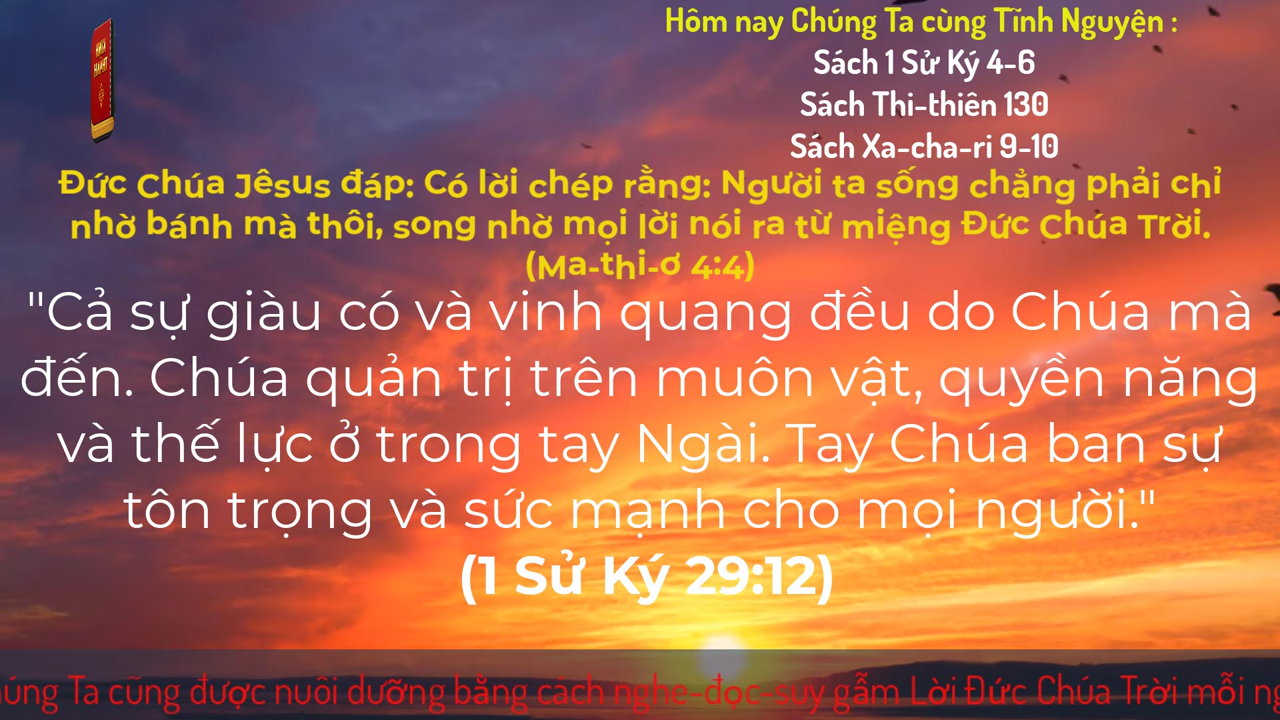 Hôm nay Chúng Ta cùng Tĩnh Nguyện :
Sách 1 Sử Ký 4-6
Sách Thi-thiên 130
Sách Xa-cha-ri 9-10
Đức Chúa Jêsus đáp: Có lời chép rằng: Người ta sống chẳng phải chỉ
nhờ bánh mà thôi, song nhờ mọi lời nói ra từ miệng Đức Chúa Trời.
(Ma-thi-ơ 4:4)
"Cả sự giàu có và vinh quang đều do Chúa mà
đến. Chúa quản trị trên muôn vật, quyền năng
và thế lực ở trong tay Ngài. Tay Chúa ban sự
tôn trọng và sức mạnh cho mọi người."
(1 Sử Ký 29:12)
Ta cũng được nuôi dưỡng bằng cách nghe-đọc-suy gẫm Lời Đức Chúa Trời mỗi